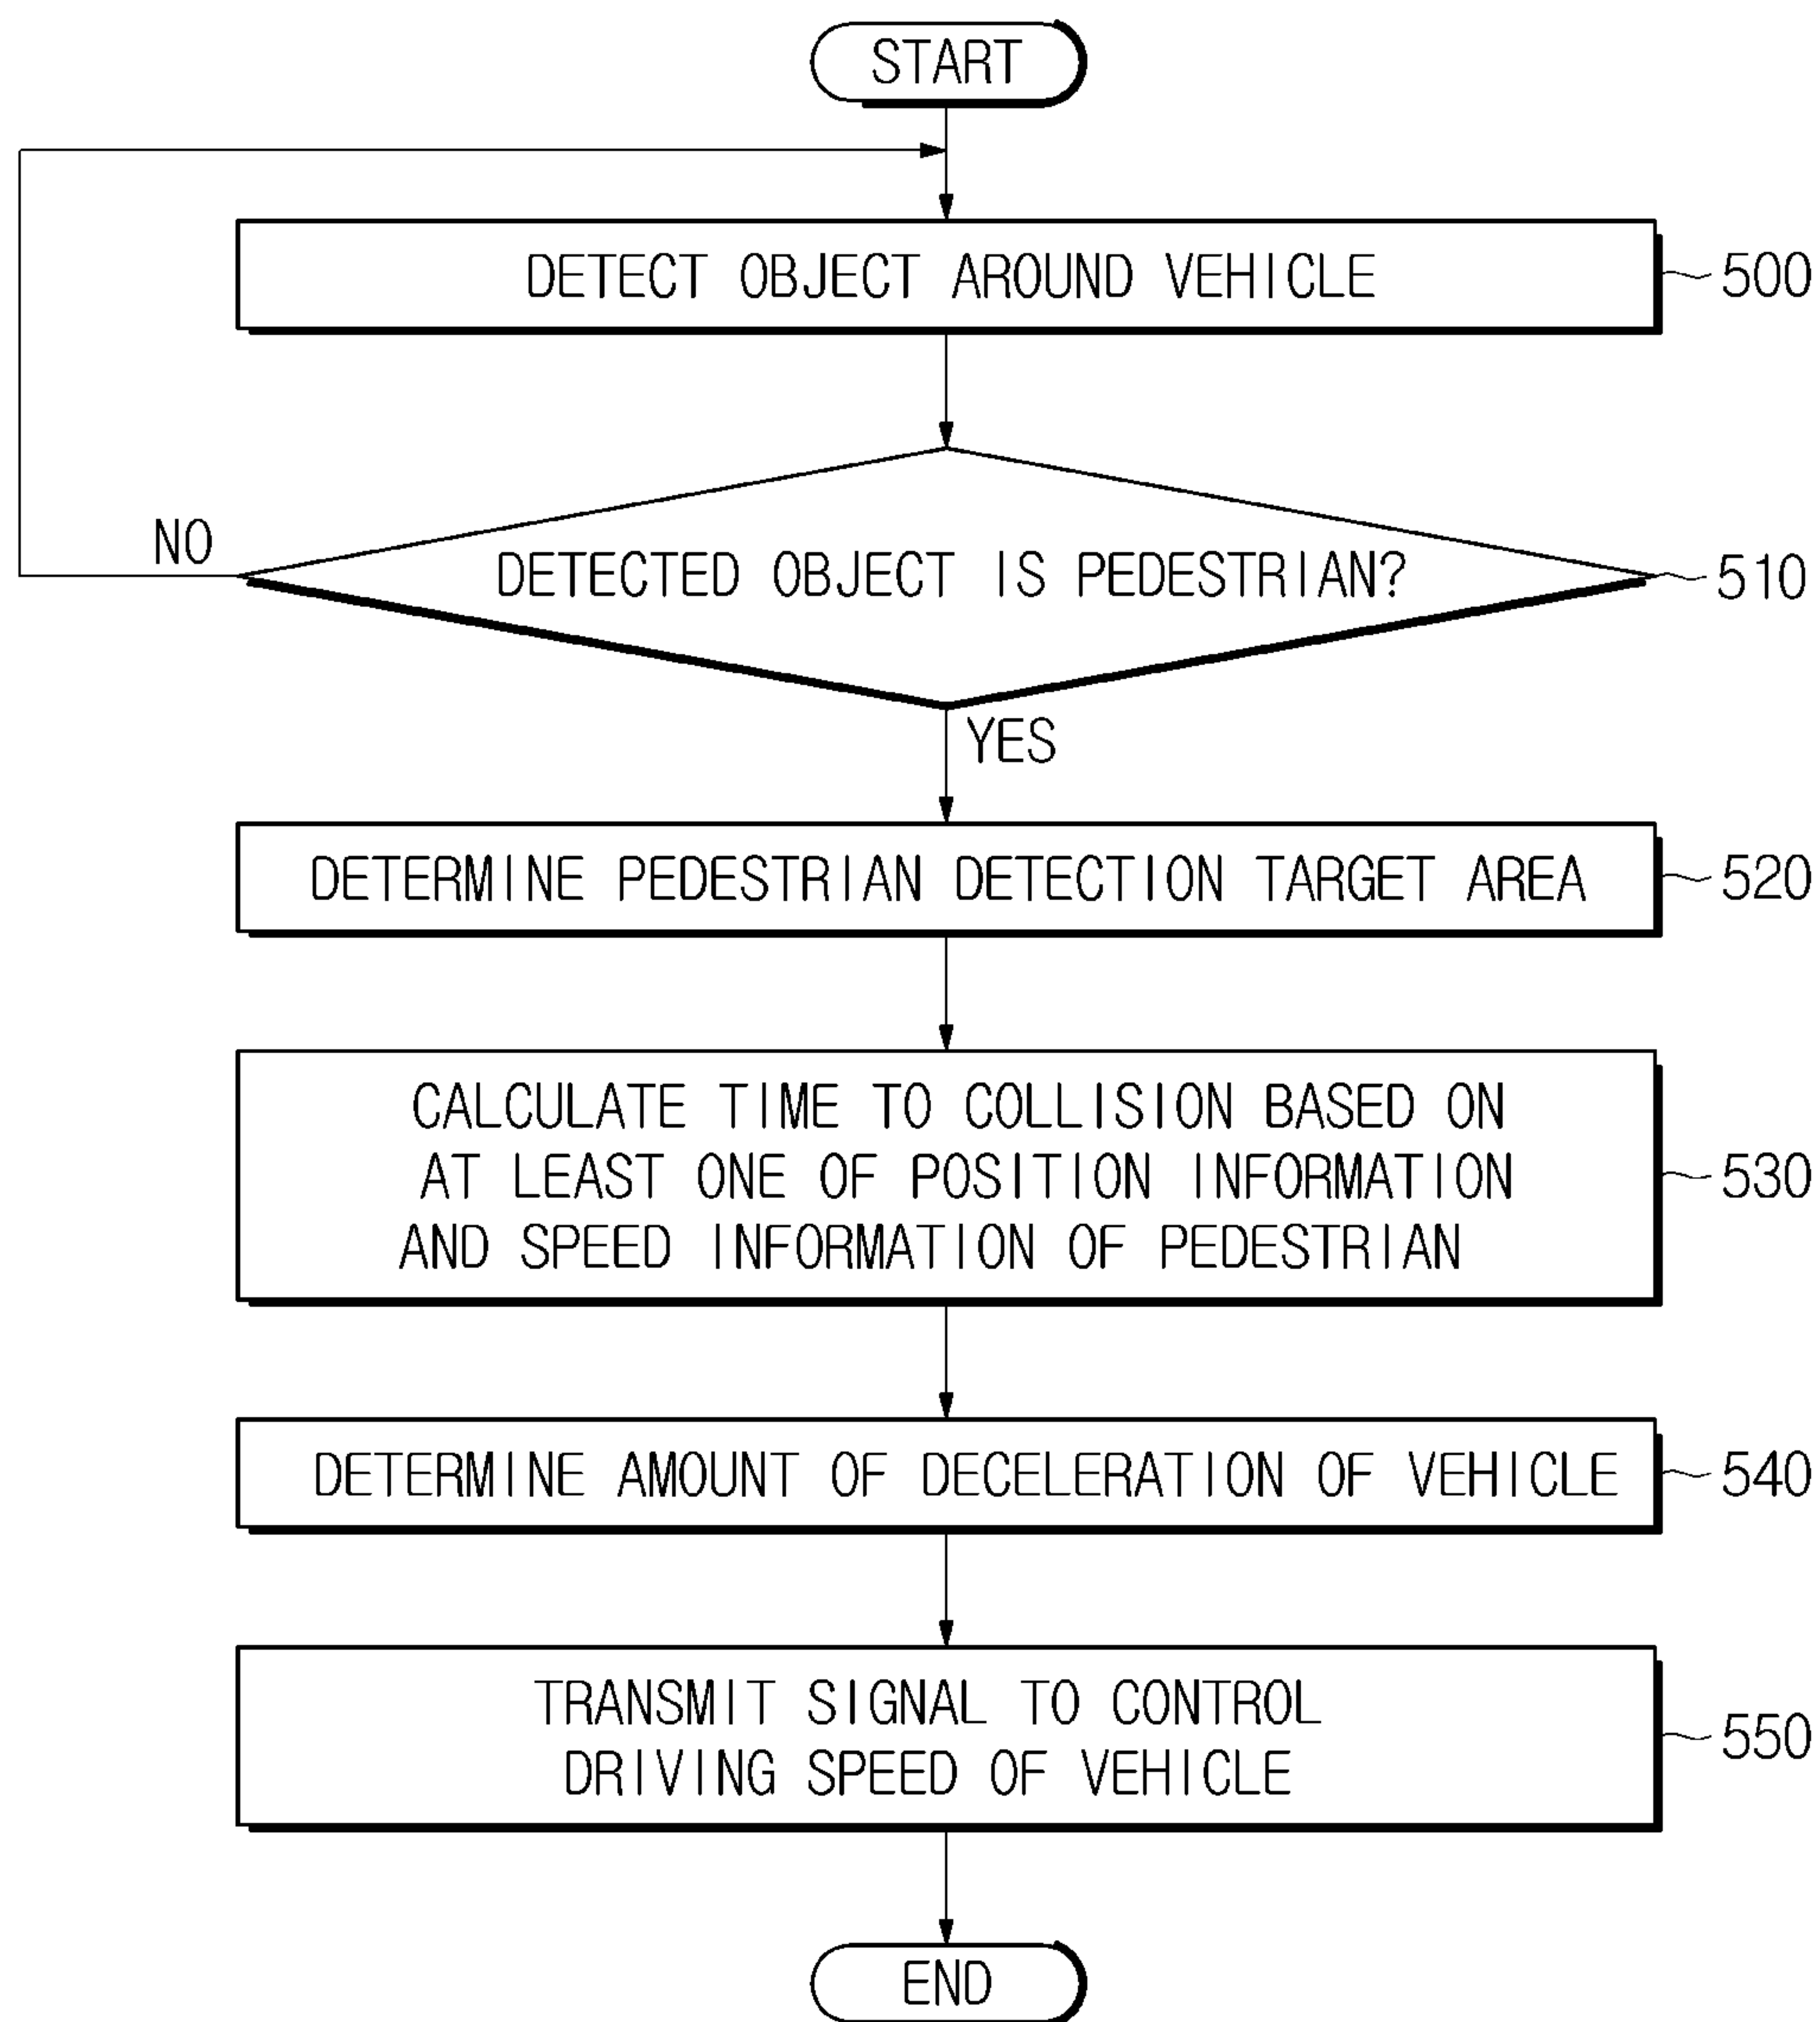 START
DETECT OBJECT AROUND VEHICLE
500
NO
DETECTED OBJECT IS PEDESTRIAN?
510
YES
DETERMINE PEDESTRIAN DETECTION TARGET AREA
520
CALCULATE TIME TO COLLISION BASED ON
AT LEAST ONE OF POSITION INFORMATION
AND SPEED INFORMATION OF PEDESTRIAN
530
DETERMINE AMOUNT OF DECELERATION OF VEHICLE
540
TRANSMIT SIGNAL TO CONTROL
DRIVING SPEED OF VEHICLE
550
END